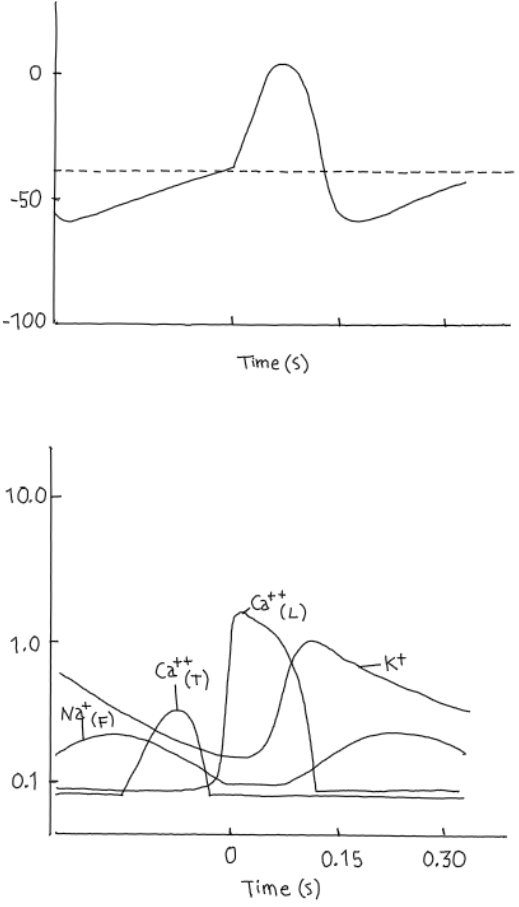 0
-50
-100
Time (s)
10.0
1.0
0.1
Ca++ (L)
Ca++ (T)
K+
Na+ (F)
0 0.15 0.30
Time (s)